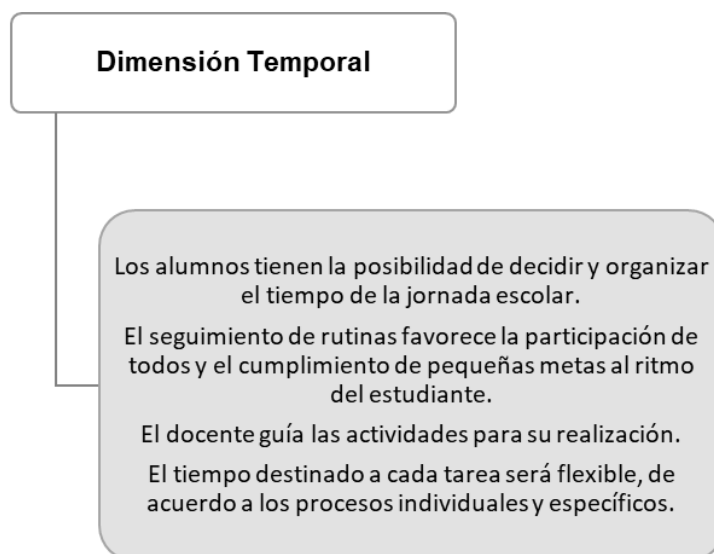 Dimensión Temporal
Los alumnos tienen la posibilidad de decidir y organizar
el tiempo de la jornada escolar.
El seguimiento de rutinas favorece la participación de
todos y el cumplimiento de pequeñas metas al ritmo
del estudiante.
El docente guía las actividades para su realización.
El tiempo destinado a cada tarea será flexible, de
acuerdo a los procesos individuales y específicos.